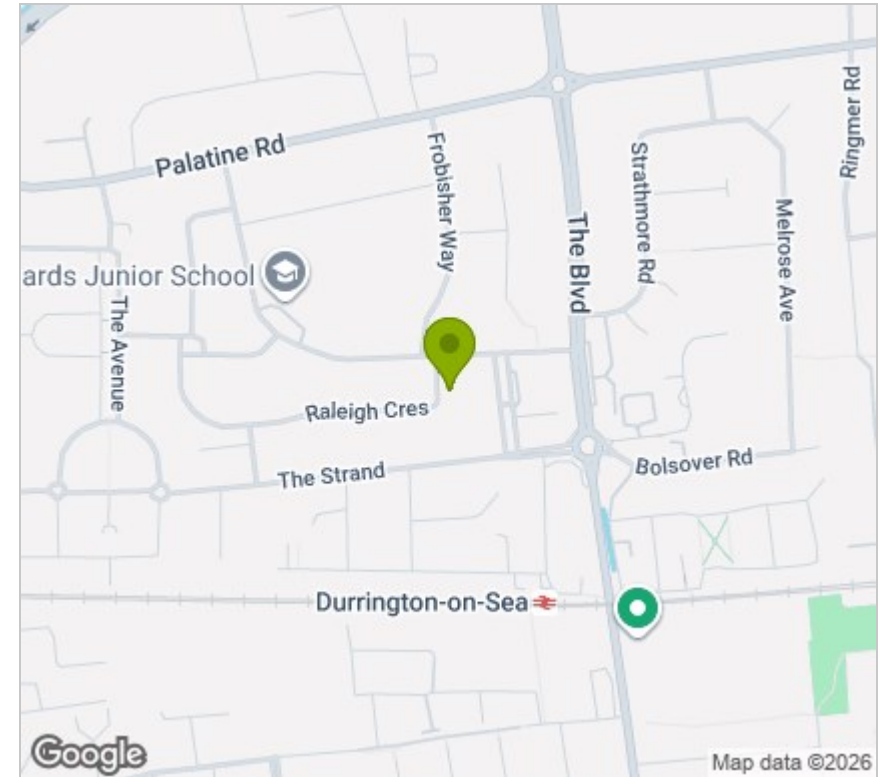 Palatine Rd
Frobisher Way
The Blvd
Strathmore Rd
Melrose Ave
Ringmer Rd
ards Junior School
The Avenue
Raleigh Cres
The Strand
Bolsover Rd
Durrington-on-Sea
Google
Map data ©2026